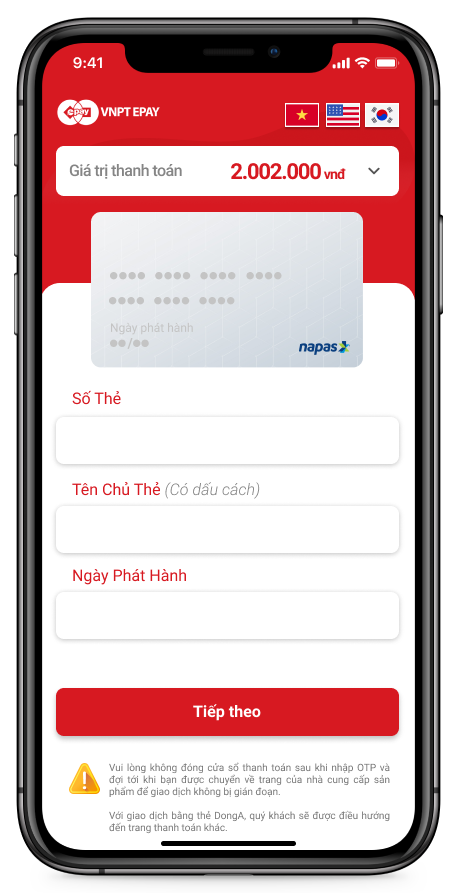 9:41
epay VNPT EPAY
Giá trị thanh toán 2.002.000 vnđ
Ngày phát hành
napas
Số Thẻ
Tên Chủ Thẻ (Có dấu cách)
Ngày Phát Hành
Tiếp theo
Vui lòng không đóng cửa sổ thanh toán sau khi nhập OTP và
đợi tới khi bạn được chuyển về trang của nhà cung cấp sản
phẩm để giao dịch không bị gián đoạn.
Với giao dịch bằng thẻ DongA, quý khách sẽ được điều hướng
đến trang thanh toán khác.